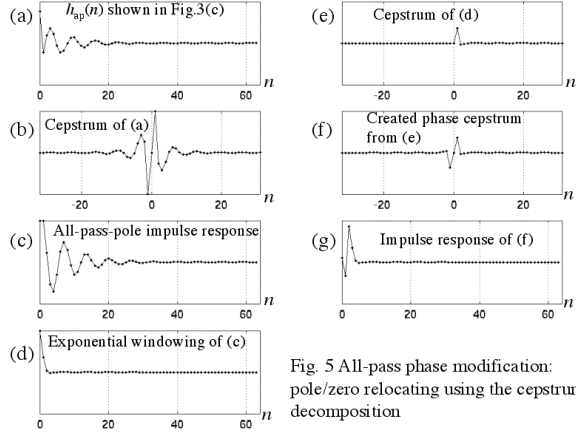 (a)
h_ap(n) shown in Fig.3(c)
n
0 20 40 60
(b)
Cepstrum of (a)
n
-20 0 20
(c)
All-pass-pole impulse response
n
0 20 40 60
(d)
Exponential windowing of (c)
n
0 20 40 60
(e)
Cepstrum of (d)
n
-20 0 20
(f)
Created phase cepstrum
from (e)
n
-20 0 20
(g)
Impulse response of (f)
n
0 20 40 60
Fig. 5 All-pass phase modification:
pole/zero relocating using the cepstrum
decomposition